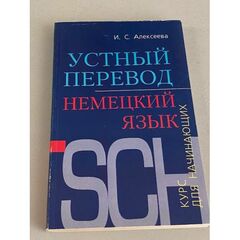 И. С. Алексеева
УСТНЫЙ
ПЕРЕВОД
НЕМЕЦКИЙ
ЯЗЫК
SCH
КУРС
ДЛЯ НАЧИНАЮЩИХ